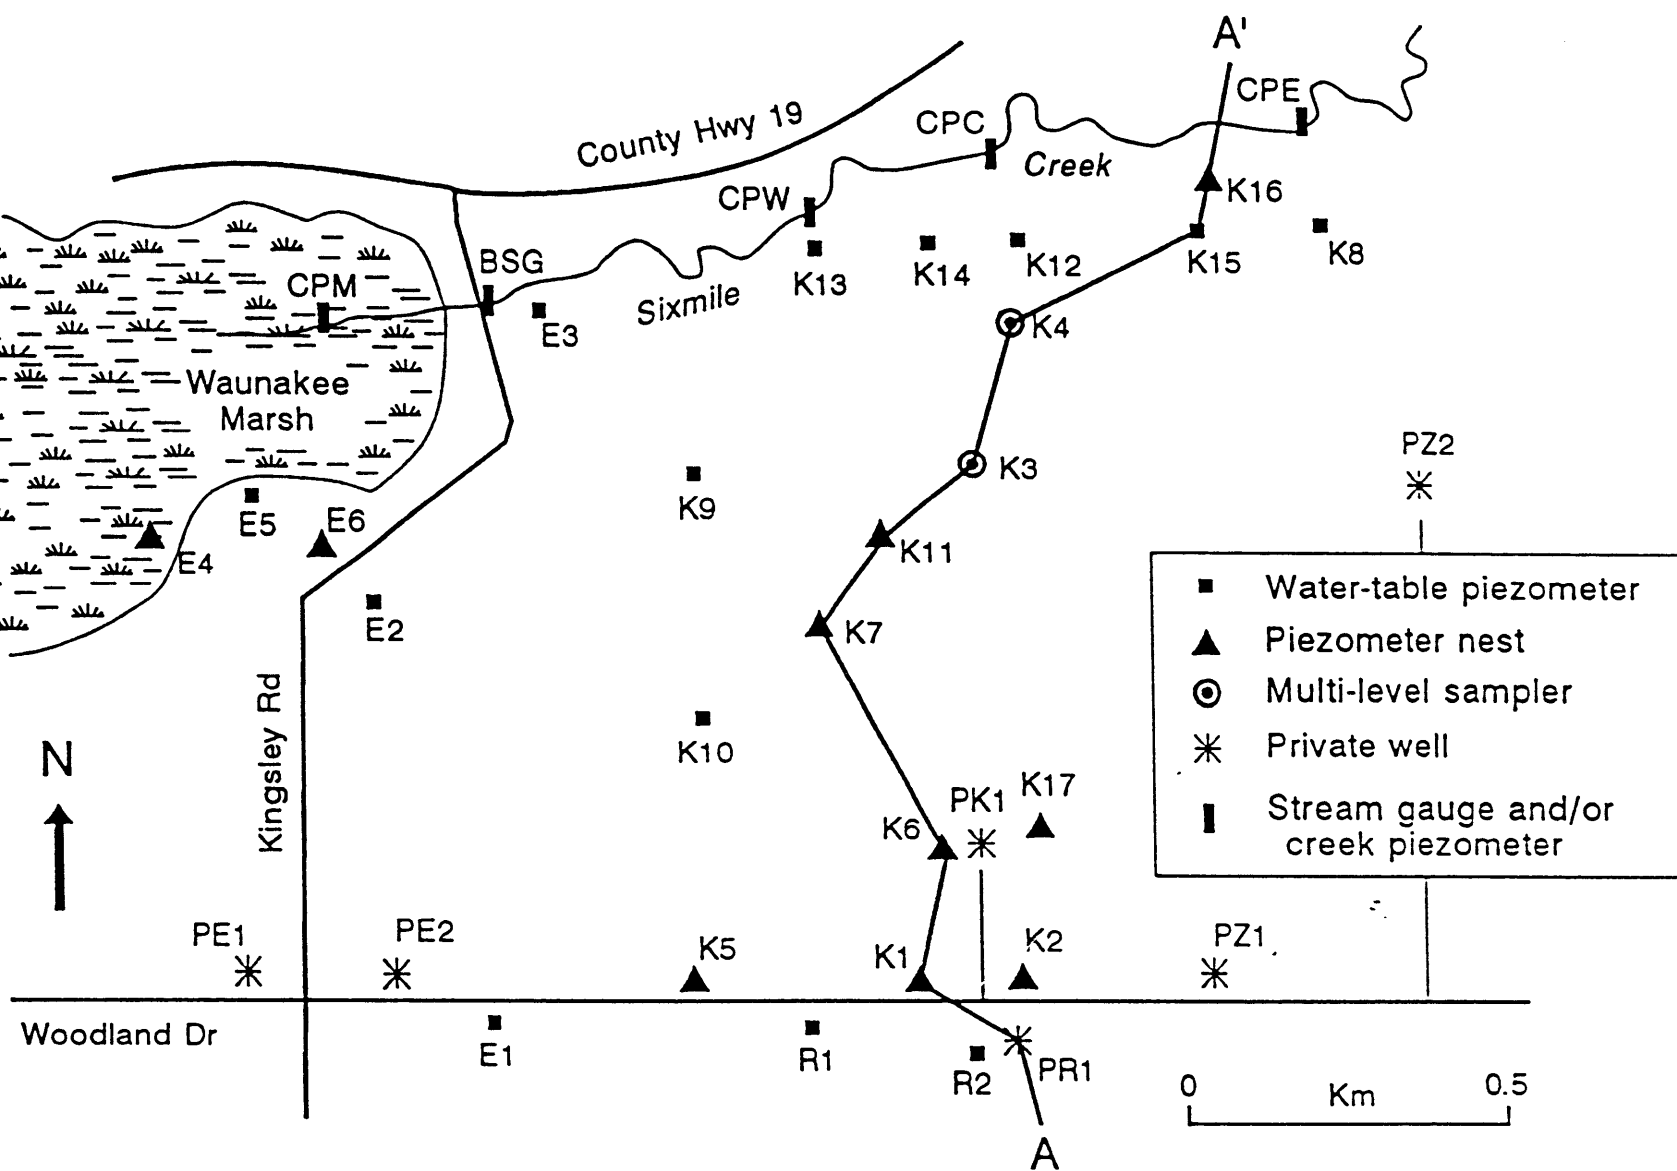 A'
CPE
County Hwy 19
CPC
Creek
K16
CPW
K15
K8
K12
K14
K13
BSG
CPM
Sixmile
E3
K4
Waunakee
Marsh
PZ2
K3
K9
E5
E6
K11
E4
Water-table piezometer
E2
K7
Piezometer nest
Multi-level sampler
Kingsley Rd
N
K10
Private well
PK1
K17
K6
Stream gauge and/or
creek piezometer
PE1
PE2
K5
K1
K2
PZ1
Woodland Dr
E1
R1
R2
PR1
0
Km
0.5
A